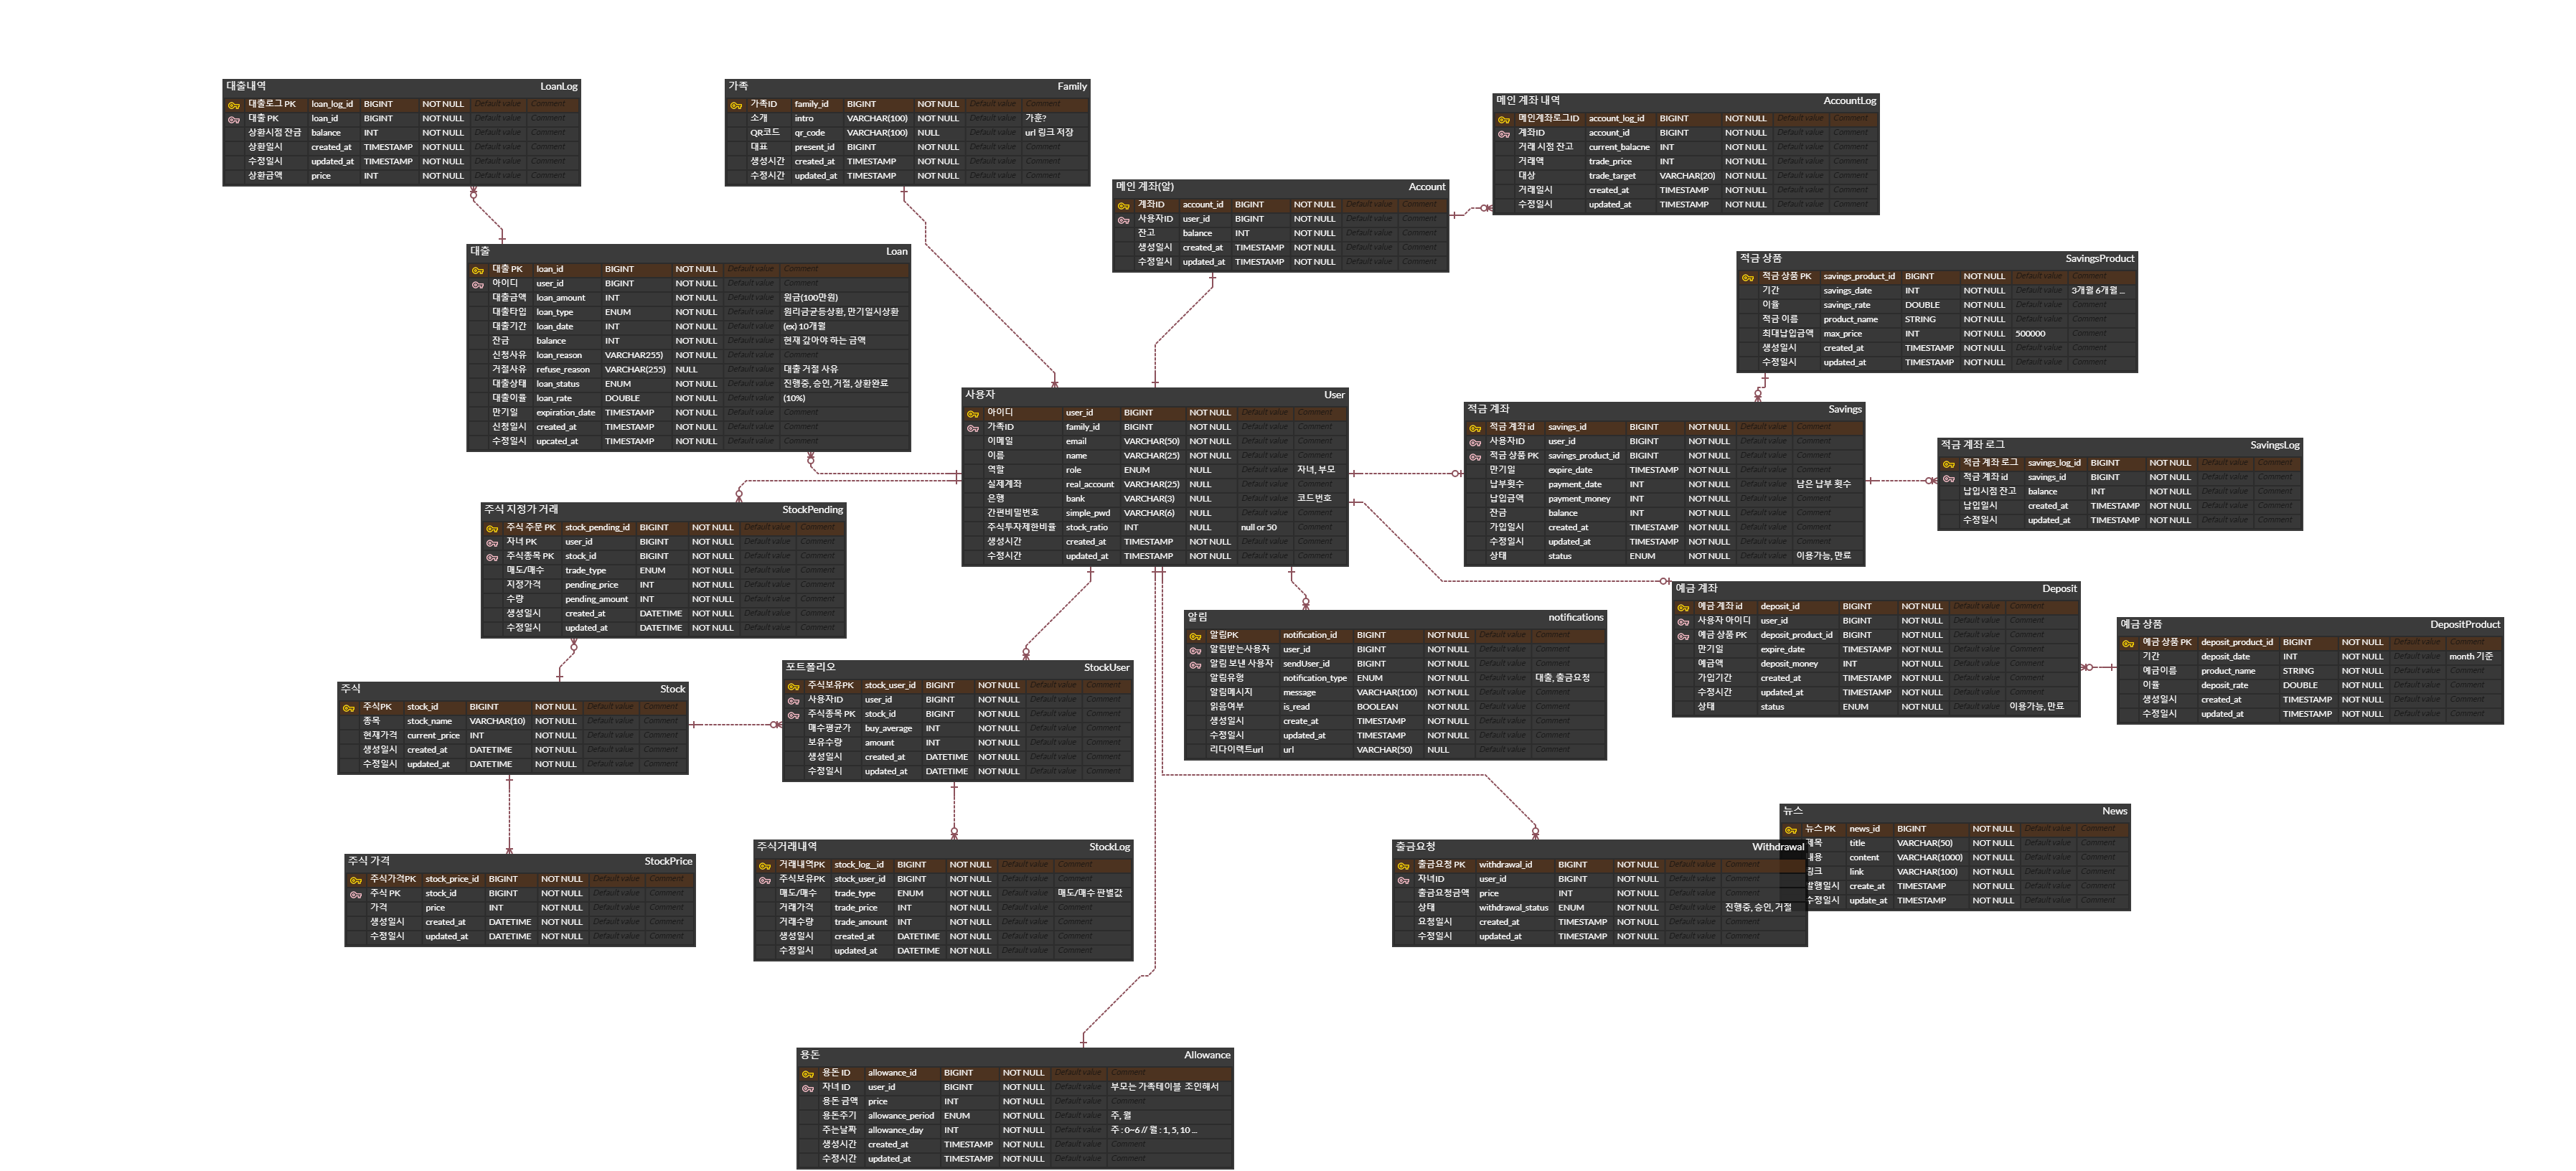 대출내역 LoanLog
대출로그 PK loan_log_id BIGINT NOT NULL Default value Comment
대출 PK loan_id BIGINT NOT NULL Default value Comment
상환시점 잔금 balance INT NOT NULL Default value Comment
상환일시 created_at TIMESTAMP NOT NULL Default value Comment
수정일시 updated_at TIMESTAMP NOT NULL Default value Comment
상환금액 price INT NOT NULL Default value Comment
가족 Family
가족ID family_id BIGINT NOT NULL Default value Comment
소개 intro VARCHAR(100) NOT NULL Default value 가훈?
QR코드 qr_code VARCHAR(100) NULL Default value url 링크 저장
대표 present_id BIGINT NOT NULL Default value Comment
생성시간 created_at TIMESTAMP NOT NULL Default value Comment
수정시간 updated_at TIMESTAMP NOT NULL Default value Comment
메인 계좌 내역 AccountLog
메인계좌로그ID account_log_id BIGINT NOT NULL Default value Comment
계좌ID account_id BIGINT NOT NULL Default value Comment
거래 시점 잔고 current_balacne INT NOT NULL Default value Comment
거래액 trade_price INT NOT NULL Default value Comment
대상 trade_target VARCHAR(20) NOT NULL Default value Comment
거래일시 created_at TIMESTAMP NOT NULL Default value Comment
수정일시 updated_at TIMESTAMP NOT NULL Default value Comment
메인 계좌(알) Account
계좌ID account_id BIGINT NOT NULL Default value Comment
사용자ID user_id BIGINT NOT NULL Default value Comment
잔고 balance INT NOT NULL Default value Comment
생성일시 created_at TIMESTAMP NOT NULL Default value Comment
수정일시 updated_at TIMESTAMP NOT NULL Default value Comment
대출 Loan
대출 PK loan_id BIGINT NOT NULL Default value Comment
아이디 user_id BIGINT NOT NULL Default value Comment
대출금액 loan_amount INT NOT NULL Default value 원금(100만원)
대출타입 loan_type ENUM NOT NULL Default value 원리금균등상환, 만기일시상환
대출기간 loan_date INT NOT NULL Default value (ex) 10개월
잔금 balance INT NOT NULL Default value 현재 갚아야 하는 금액
신청사유 loan_reason VARCHAR255) NOT NULL Default value Comment
거절사유 refuse_reason VARCHAR(255) NULL Default value 대출 거절 사유
대출상태 loan_status ENUM NOT NULL Default value 진행중, 승인, 거절, 상환완료
대출이율 loan_rate DOUBLE NOT NULL Default value (10%)
만기일 expiration_date TIMESTAMP NOT NULL Default value Comment
신청일시 created_at TIMESTAMP NOT NULL Default value Comment
수정일시 upcated_at TIMESTAMP NOT NULL Default value Comment
적금 상품 SavingsProduct
적금 상품 PK savings_product_id BIGINT NOT NULL Default value Comment
기간 savings_date INT NOT NULL Default value 3개월 6개월 ...
이율 savings_rate DOUBLE NOT NULL Default value Comment
적금 이름 product_name STRING NOT NULL Default value Comment
최대납입금액 max_price INT NOT NULL 500000 Comment
생성일시 created_at TIMESTAMP NOT NULL Default value Comment
수정일시 updated_at TIMESTAMP NOT NULL Default value Comment
사용자 User
아이디 user_id BIGINT NOT NULL Default value Comment
가족ID family_id BIGINT NOT NULL Default value Comment
이메일 email VARCHAR(50) NOT NULL Default value Comment
이름 name VARCHAR(25) NOT NULL Default value Comment
역할 role ENUM NULL Default value 자녀, 부모
실제계좌 real_account VARCHAR(25) NULL Default value Comment
은행 bank VARCHAR(3) NULL Default value 코드번호
간편비밀번호 simple_pwd VARCHAR(6) NULL Default value Comment
주식투자제한비율 stock_ratio INT NULL null or 50 Comment
생성시간 created_at TIMESTAMP NOT NULL Default value Comment
수정시간 updated_at TIMESTAMP NOT NULL Default value Comment
적금 계좌 Savings
적금 계좌 id savings_id BIGINT NOT NULL Default value Comment
사용자ID user_id BIGINT NOT NULL Default value Comment
적금 상품 PK savings_product_id BIGINT NOT NULL Default value Comment
만기일 expire_date TIMESTAMP NOT NULL Default value Comment
납부횟수 payment_date INT NOT NULL Default value 남은 납부 횟수
납입금액 payment_money INT NOT NULL Default value Comment
잔금 balance INT NOT NULL Default value Comment
가입일시 created_at TIMESTAMP NOT NULL Default value Comment
수정일시 updated_at TIMESTAMP NOT NULL Default value Comment
상태 status ENUM NOT NULL Default value 이용가능, 만료
적금 계좌 로그 SavingsLog
적금 계좌 로그 savings_log_id BIGINT NOT NULL Default value Comment
적금 계좌 id savings_id BIGINT NOT NULL Default value Comment
납입시점 잔고 balance INT NOT NULL Default value Comment
납입일시 created_at TIMESTAMP NOT NULL Default value Comment
수정일시 updated_at TIMESTAMP NOT NULL Default value Comment
주식 지정가 거래 StockPending
주식 주문 PK stock_pending_id BIGINT NOT NULL Default value Comment
자녀 PK user_id BIGINT NOT NULL Default value Comment
주식종목 PK stock_id BIGINT NOT NULL Default value Comment
매도/매수 trade_type ENUM NOT NULL Default value Comment
지정가격 pending_price INT NOT NULL Default value Comment
수량 pending_amount INT NOT NULL Default value Comment
생성일시 created_at DATETIME NOT NULL Default value Comment
수정일시 updated_at DATETIME NOT NULL Default value Comment
예금 계좌 Deposit
예금 계좌 id deposit_id BIGINT NOT NULL Default value Comment
사용자 아이디 user_id BIGINT NOT NULL Default value Comment
예금 상품 PK deposit_product_id BIGINT NOT NULL Default value Comment
만기일 expire_date TIMESTAMP NOT NULL Default value Comment
예금액 deposit_money INT NOT NULL Default value Comment
가입기간 created_at TIMESTAMP NOT NULL Default value Comment
수정시간 updated_at TIMESTAMP NOT NULL Default value Comment
상태 status ENUM NOT NULL Default value 이용가능, 만료
예금 상품 DepositProduct
예금 상품 PK deposit_product_id BIGINT NOT NULL Default value Comment
기간 deposit_date INT NOT NULL Default value month 기준
예금이름 product_name STRING NOT NULL Default value Comment
이율 deposit_rate DOUBLE NOT NULL Default value Comment
생성일시 created_at TIMESTAMP NOT NULL Default value Comment
수정일시 updated_at TIMESTAMP NOT NULL Default value Comment
알림 notifications
알림PK notification_id BIGINT NOT NULL Default value Comment
알림받는사용자 user_id BIGINT NOT NULL Default value Comment
알림 보낸 사용자 sendUser_id BIGINT NOT NULL Default value Comment
알림유형 notification_type ENUM NOT NULL Default value 대출, 출금요청
알림메시지 message VARCHAR(100) NOT NULL Default value Comment
읽음여부 is_read BOOLEAN NOT NULL Default value Comment
생성일시 create_at TIMESTAMP NOT NULL Default value Comment
수정일시 updated_at TIMESTAMP NOT NULL Default value Comment
리다이렉트url url VARCHAR(50) NULL Default value Comment
포트폴리오 StockUser
주식보유PK stock_user_id BIGINT NOT NULL Default value Comment
사용자ID user_id BIGINT NOT NULL Default value Comment
주식종목 PK stock_id BIGINT NOT NULL Default value Comment
매수평균가 buy_average INT NOT NULL Default value Comment
보유수량 amount INT NOT NULL Default value Comment
생성일시 created_at DATETIME NOT NULL Default value Comment
수정일시 updated_at DATETIME NOT NULL Default value Comment
주식 Stock
주식PK stock_id BIGINT NOT NULL Default value Comment
종목 stock_name VARCHAR(10) NOT NULL Default value Comment
현재가격 current_price INT NOT NULL Default value Comment
생성일시 created_at DATETIME NOT NULL Default value Comment
수정일시 updated_at DATETIME NOT NULL Default value Comment
뉴스 News
뉴스 PK news_id BIGINT NOT NULL Default value Comment
제목 title VARCHAR(50) NOT NULL Default value Comment
내용 content VARCHAR(1000) NOT NULL Default value Comment
링크 link VARCHAR(100) NOT NULL Default value Comment
발행일시 create_at TIMESTAMP NOT NULL Default value Comment
수정일시 update_at TIMESTAMP NOT NULL Default value Comment
주식거래내역 StockLog
거래내역PK stock_log__id BIGINT NOT NULL Default value Comment
주식보유PK stock_user_id BIGINT NOT NULL Default value Comment
매도/매수 trade_type ENUM NOT NULL Default value 매도/매수 판별값
거래가격 trade_price INT NOT NULL Default value Comment
거래수량 trade_amount INT NOT NULL Default value Comment
생성일시 created_at DATETIME NOT NULL Default value Comment
수정일시 updated_at DATETIME NOT NULL Default value Comment
출금요청 Withdrawal
출금요청 PK withdrawal_id BIGINT NOT NULL Default value Comment
자녀ID user_id BIGINT NOT NULL Default value Comment
출금요청금액 price INT NOT NULL Default value Comment
상태 withdrawal_status ENUM NOT NULL Default value 진행중, 승인, 거절
요청일시 created_at TIMESTAMP NOT NULL Default value Comment
수정일시 updated_at TIMESTAMP NOT NULL Default value Comment
주식 가격 StockPrice
주식가격PK stock_price_id BIGINT NOT NULL Default value Comment
주식 PK stock_id BIGINT NOT NULL Default value Comment
가격 price INT NOT NULL Default value Comment
생성일시 created_at DATETIME NOT NULL Default value Comment
수정일시 updated_at DATETIME NOT NULL Default value Comment
용돈 Allowance
용돈 ID allowance_id BIGINT NOT NULL Default value Comment
자녀 ID user_id BIGINT NOT NULL Default value 부모는 가족테이블 조인해서
용돈 금액 price INT NOT NULL Default value Comment
용돈주기 allowance_period ENUM NOT NULL Default value 주, 월
주는날짜 allowance_day INT NOT NULL Default value 주 : 0~6 // 월 : 1, 5, 10 ...
생성시간 created_at TIMESTAMP NOT NULL Default value Comment
수정시간 updated_at TIMESTAMP NOT NULL Default value Comment